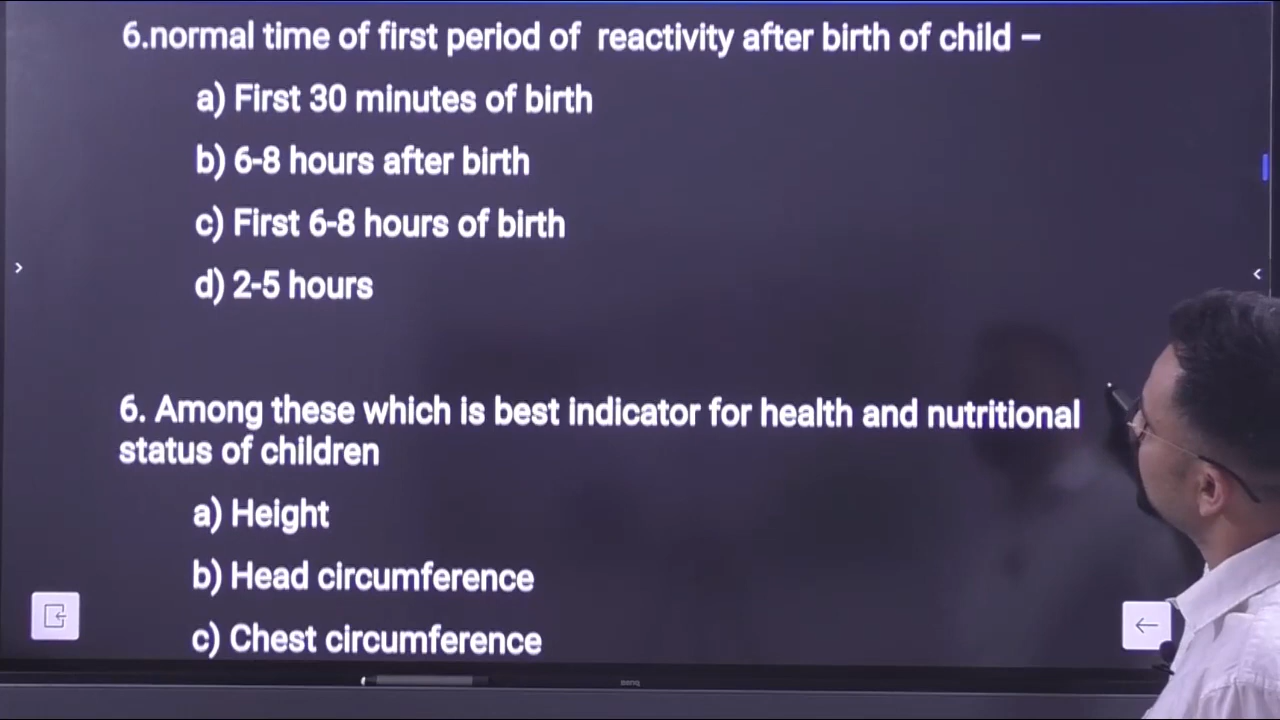 6.normal time of first period of reactivity after birth of child –
a) First 30 minutes of birth
b) 6-8 hours after birth
c) First 6-8 hours of birth
d) 2-5 hours
6. Among these which is best indicator for health and nutritional
status of children
a) Height
b) Head circumference
c) Chest circumference
BenQ